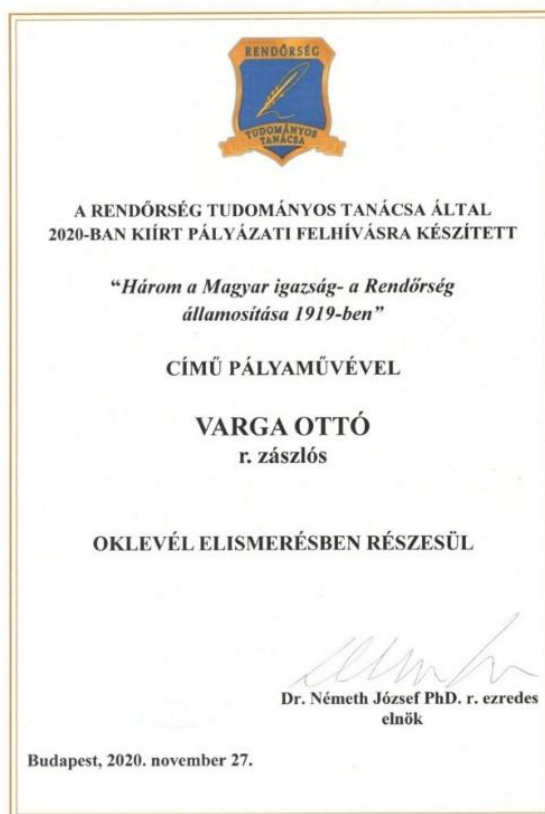 RENDŐRSÉG
TUDOMÁNYOS
TANÁCSA
A RENDŐRSÉG TUDOMÁNYOS TANÁCSA ÁLTAL
2020-BAN KIÍRT PÁLYÁZATI FELHÍVÁSRA KÉSZÍTETT
“Három a Magyar igazság- a Rendőrség
államosítása 1919-ben”
CÍMŰ PÁLYAMŰVÉVEL
VARGA OTTÓ
r. zászlós
OKLEVÉL ELISMERÉSBEN RÉSZESÜL
Dr. Németh József PhD. r. ezredes
elnök
Budapest, 2020. november 27.